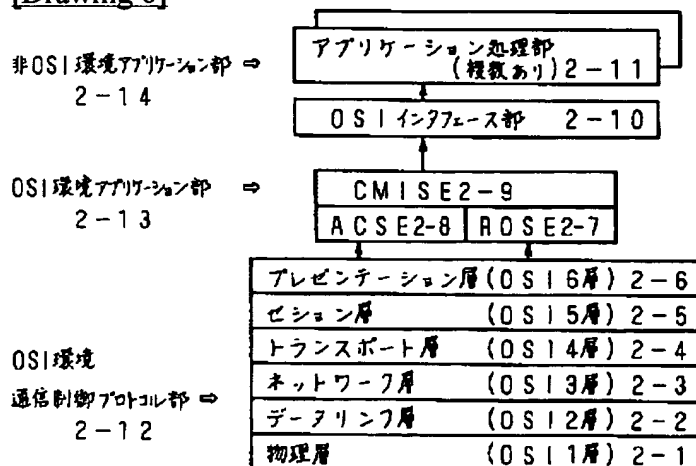 [Drawing 6]
アプリケーション処理部
(複数あり)2-11
非OSI環境アプリケーション部 ⇒
2-14
OSIインタフェース部 2-10
OSI環境アプリケーション部 ⇒
2-13
CMISE2-9
ACSE2-8 ROSE2-7
プレゼンテーション層(OSI6層) 2-6
セション層 (OSI5層) 2-5
トランスポート層 (OSI4層) 2-4
ネットワーク層 (OSI3層) 2-3
データリンク層 (OSI2層) 2-2
物理層 (OSI1層) 2-1
OSI環境
通信制御プロトコル部 ⇒
2-12